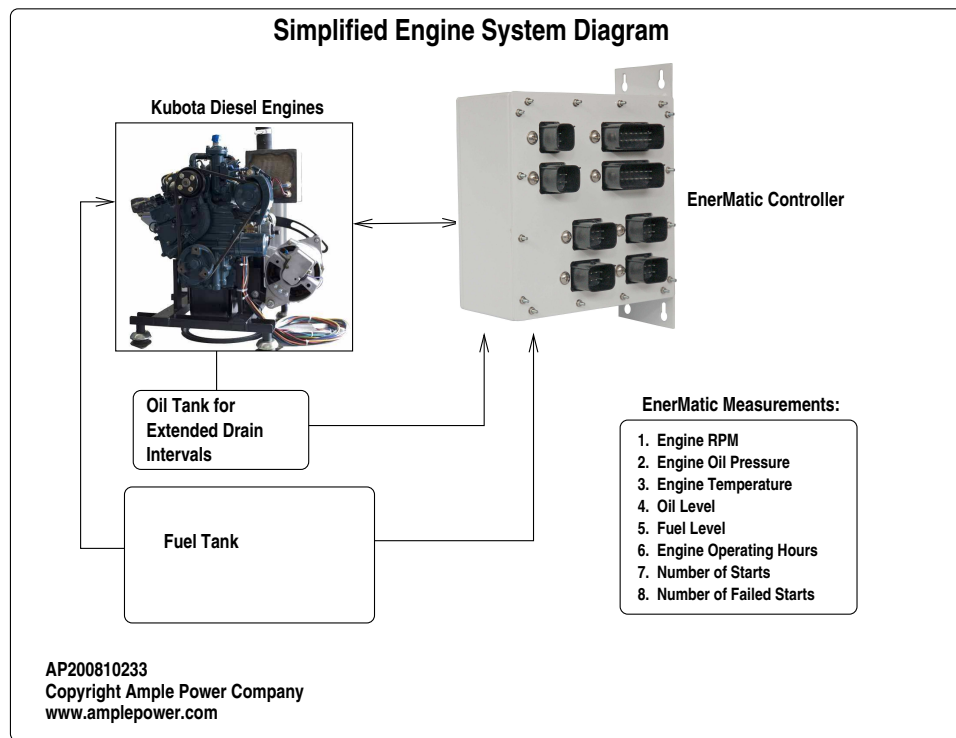 Simplified Engine System Diagram
Kubota Diesel Engines
EnerMatic Controller
Oil Tank for
Extended Drain
Intervals
Fuel Tank
EnerMatic Measurements:
1. Engine RPM
2. Engine Oil Pressure
3. Engine Temperature
4. Oil Level
5. Fuel Level
6. Engine Operating Hours
7. Number of Starts
8. Number of Failed Starts
AP200810233
Copyright Ample Power Company
www.amplepower.com